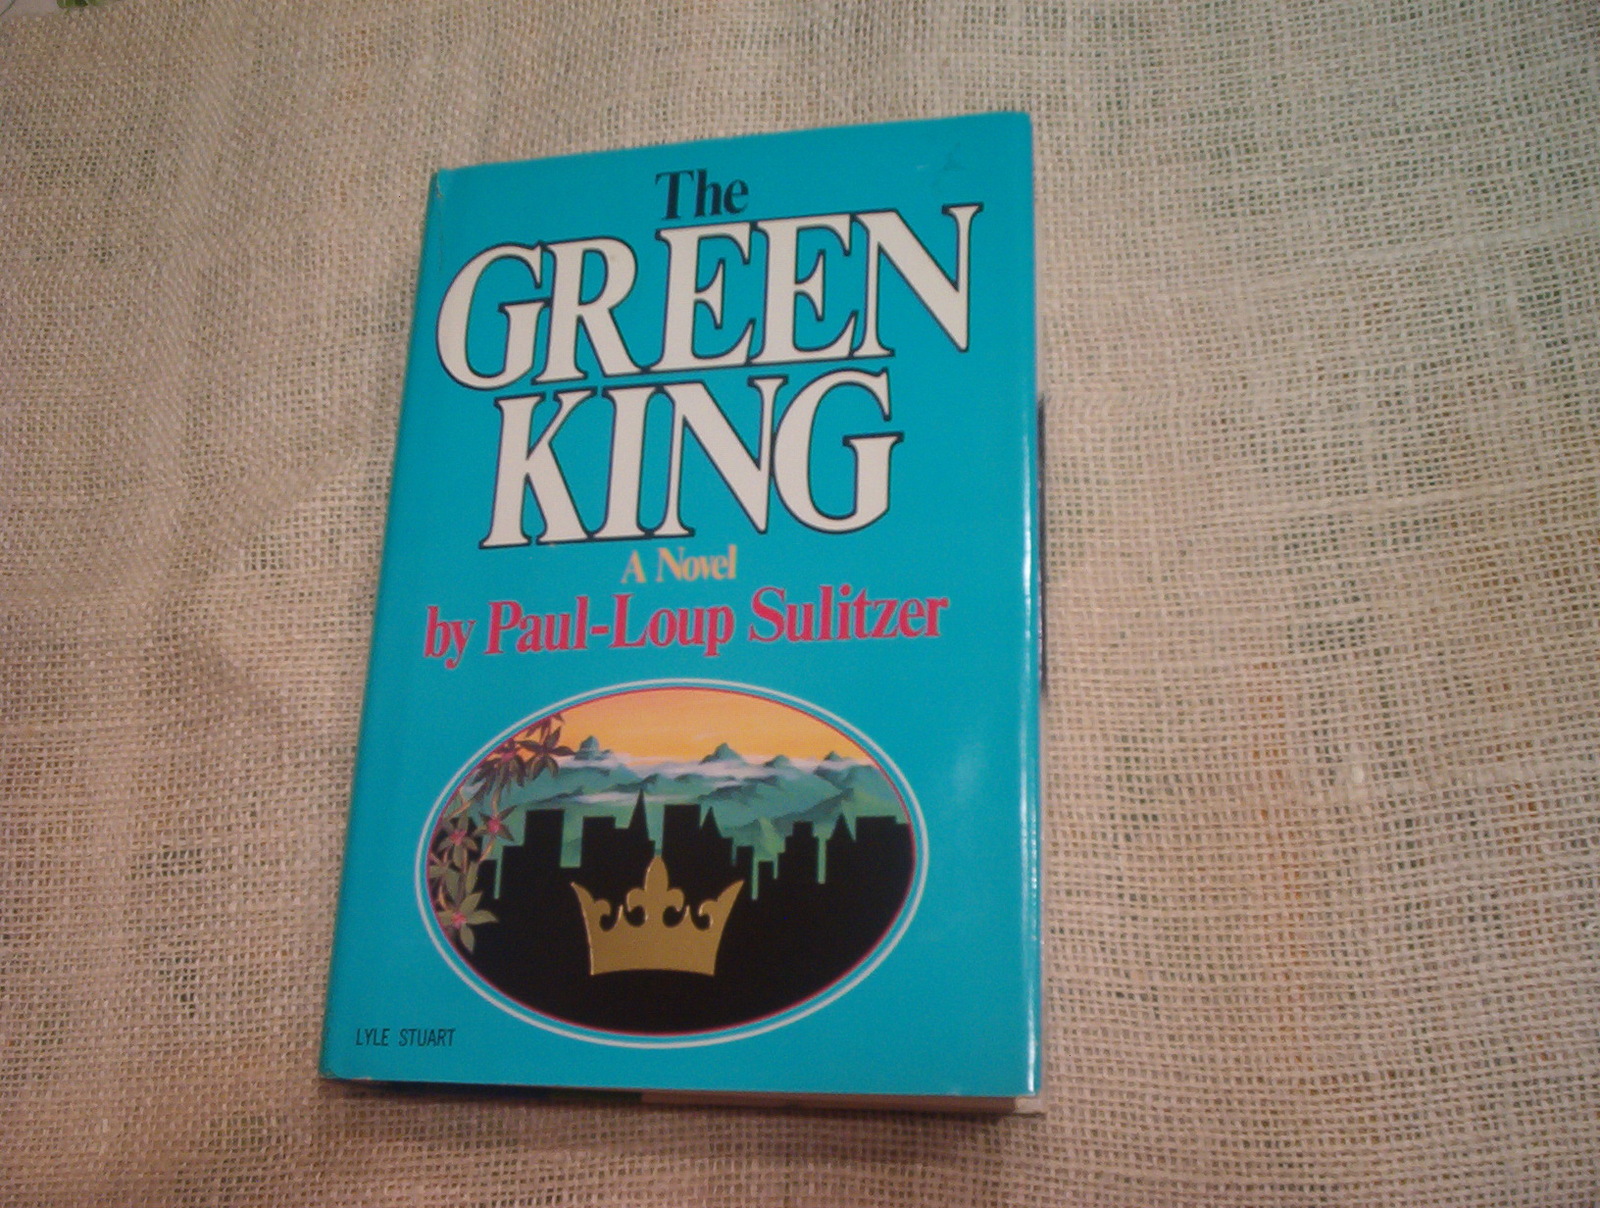 The
GREEN
KING
A Novel
by Paul-Loup Sulitzer
LYLE STUART